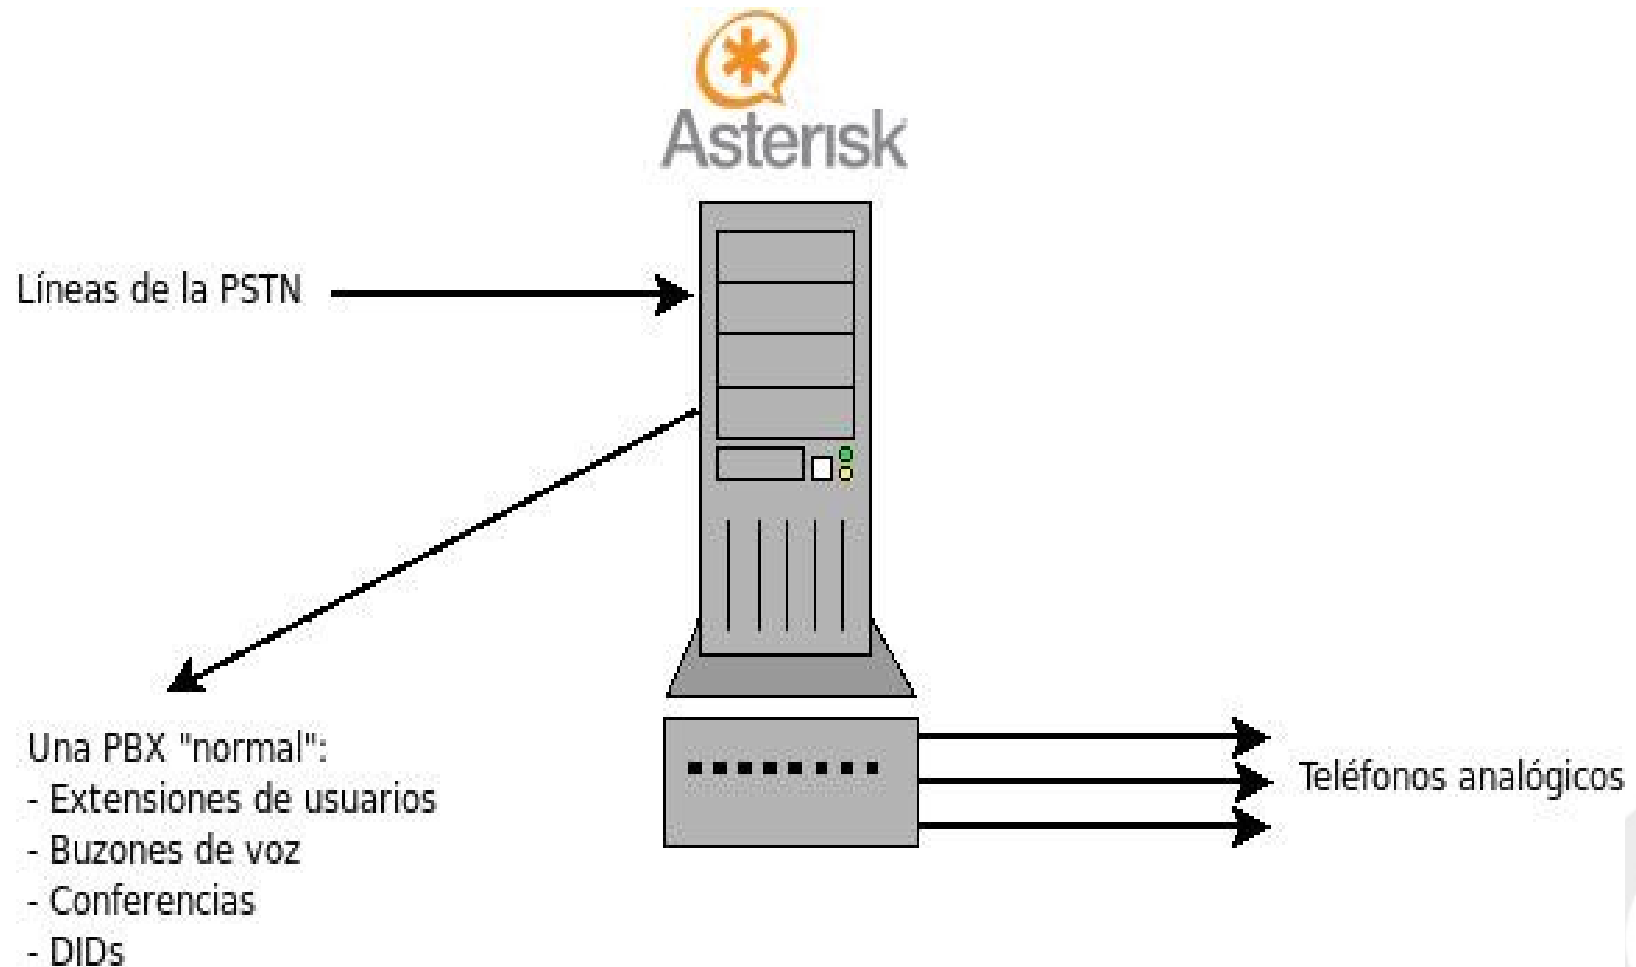 Asterisk
Líneas de la PSTN
Una PBX "normal":
- Extensiones de usuarios
- Buzones de voz
- Conferencias
- DIDs
Teléfonos analógicos